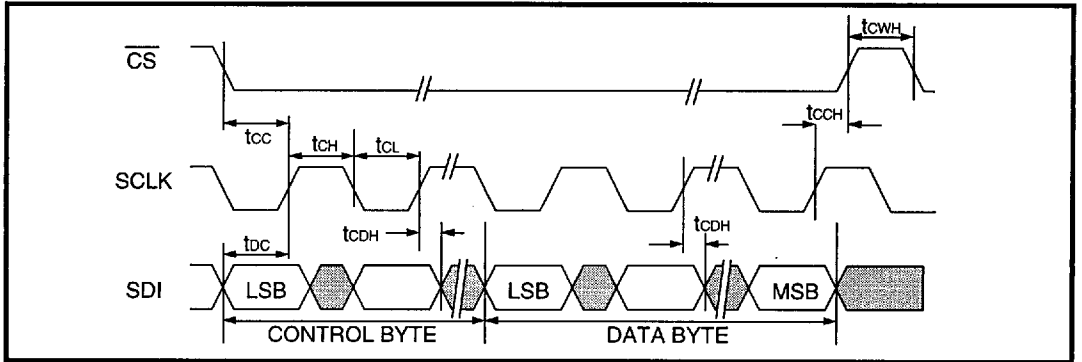 tCWH
CS
tCC
tCH
tCL
tCCH
SCLK
tCDH
tCDH
tDC
SDI
LSB
LSB
MSB
CONTROL BYTE
DATA BYTE